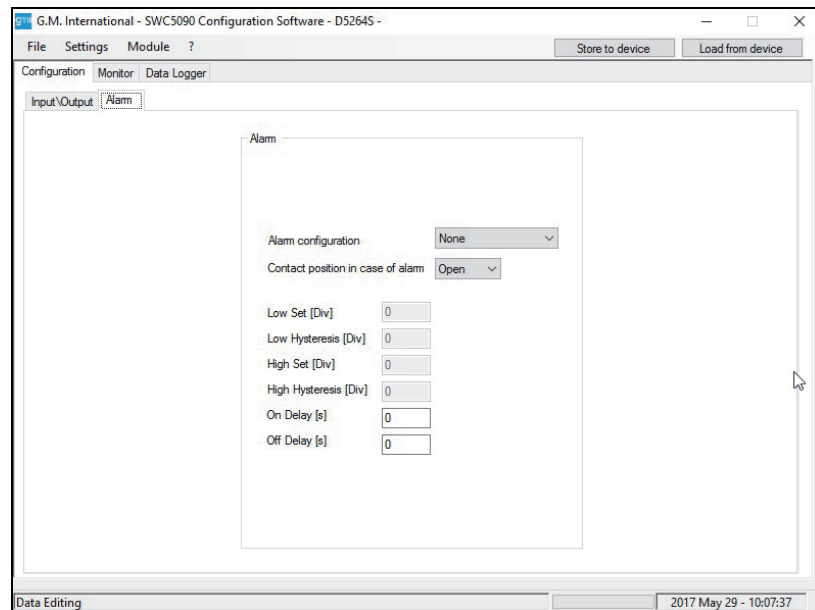 gmi G.M. International - SWC5090 Configuration Software - D5264S -
File Settings Module ? Store to device Load from device
Configuration Monitor Data Logger
Input\Output Alarm
Alarm
Alarm configuration None
Contact position in case of alarm Open
Low Set [Div] 0
Low Hysteresis [Div] 0
High Set [Div] 0
High Hysteresis [Div] 0
On Delay [s] 0
Off Delay [s] 0
Data Editing 2017 May 29 - 10:07:37